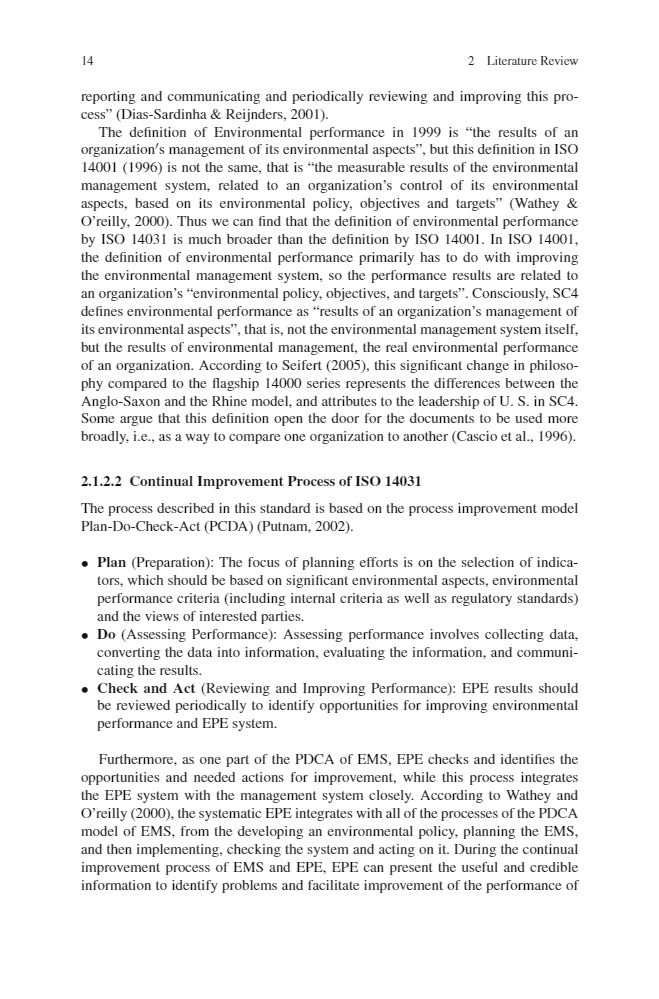 14
2 Literature Review
reporting and communicating and periodically reviewing and improving this pro-
cess” (Dias-Sardinha & Reijnders, 2001).
The definition of Environmental performance in 1999 is “the results of an
organization′s management of its environmental aspects”, but this definition in ISO
14001 (1996) is not the same, that is “the measurable results of the environmental
management system, related to an organization’s control of its environmental
aspects, based on its environmental policy, objectives and targets” (Wathey &
O’reilly, 2000). Thus we can find that the definition of environmental performance
by ISO 14031 is much broader than the definition by ISO 14001. In ISO 14001,
the definition of environmental performance primarily has to do with improving
the environmental management system, so the performance results are related to
an organization’s “environmental policy, objectives, and targets”. Consciously, SC4
defines environmental performance as “results of an organization’s management of
its environmental aspects”, that is, not the environmental management system itself,
but the results of environmental management, the real environmental performance
of an organization. According to Seifert (2005), this significant change in philoso-
phy compared to the flagship 14000 series represents the differences between the
Anglo-Saxon and the Rhine model, and attributes to the leadership of U. S. in SC4.
Some argue that this definition open the door for the documents to be used more
broadly, i.e., as a way to compare one organization to another (Cascio et al., 1996).
2.1.2.2 Continual Improvement Process of ISO 14031
The process described in this standard is based on the process improvement model
Plan-Do-Check-Act (PCDA) (Putnam, 2002).
• Plan (Preparation): The focus of planning efforts is on the selection of indica-
tors, which should be based on significant environmental aspects, environmental
performance criteria (including internal criteria as well as regulatory standards)
and the views of interested parties.
• Do (Assessing Performance): Assessing performance involves collecting data,
converting the data into information, evaluating the information, and communi-
cating the results.
• Check and Act (Reviewing and Improving Performance): EPE results should
be reviewed periodically to identify opportunities for improving environmental
performance and EPE system.
Furthermore, as one part of the PDCA of EMS, EPE checks and identifies the
opportunities and needed actions for improvement, while this process integrates
the EPE system with the management system closely. According to Wathey and
O’reilly (2000), the systematic EPE integrates with all of the processes of the PDCA
model of EMS, from the developing an environmental policy, planning the EMS,
and then implementing, checking the system and acting on it. During the continual
improvement process of EMS and EPE, EPE can present the useful and credible
information to identify problems and facilitate improvement of the performance of